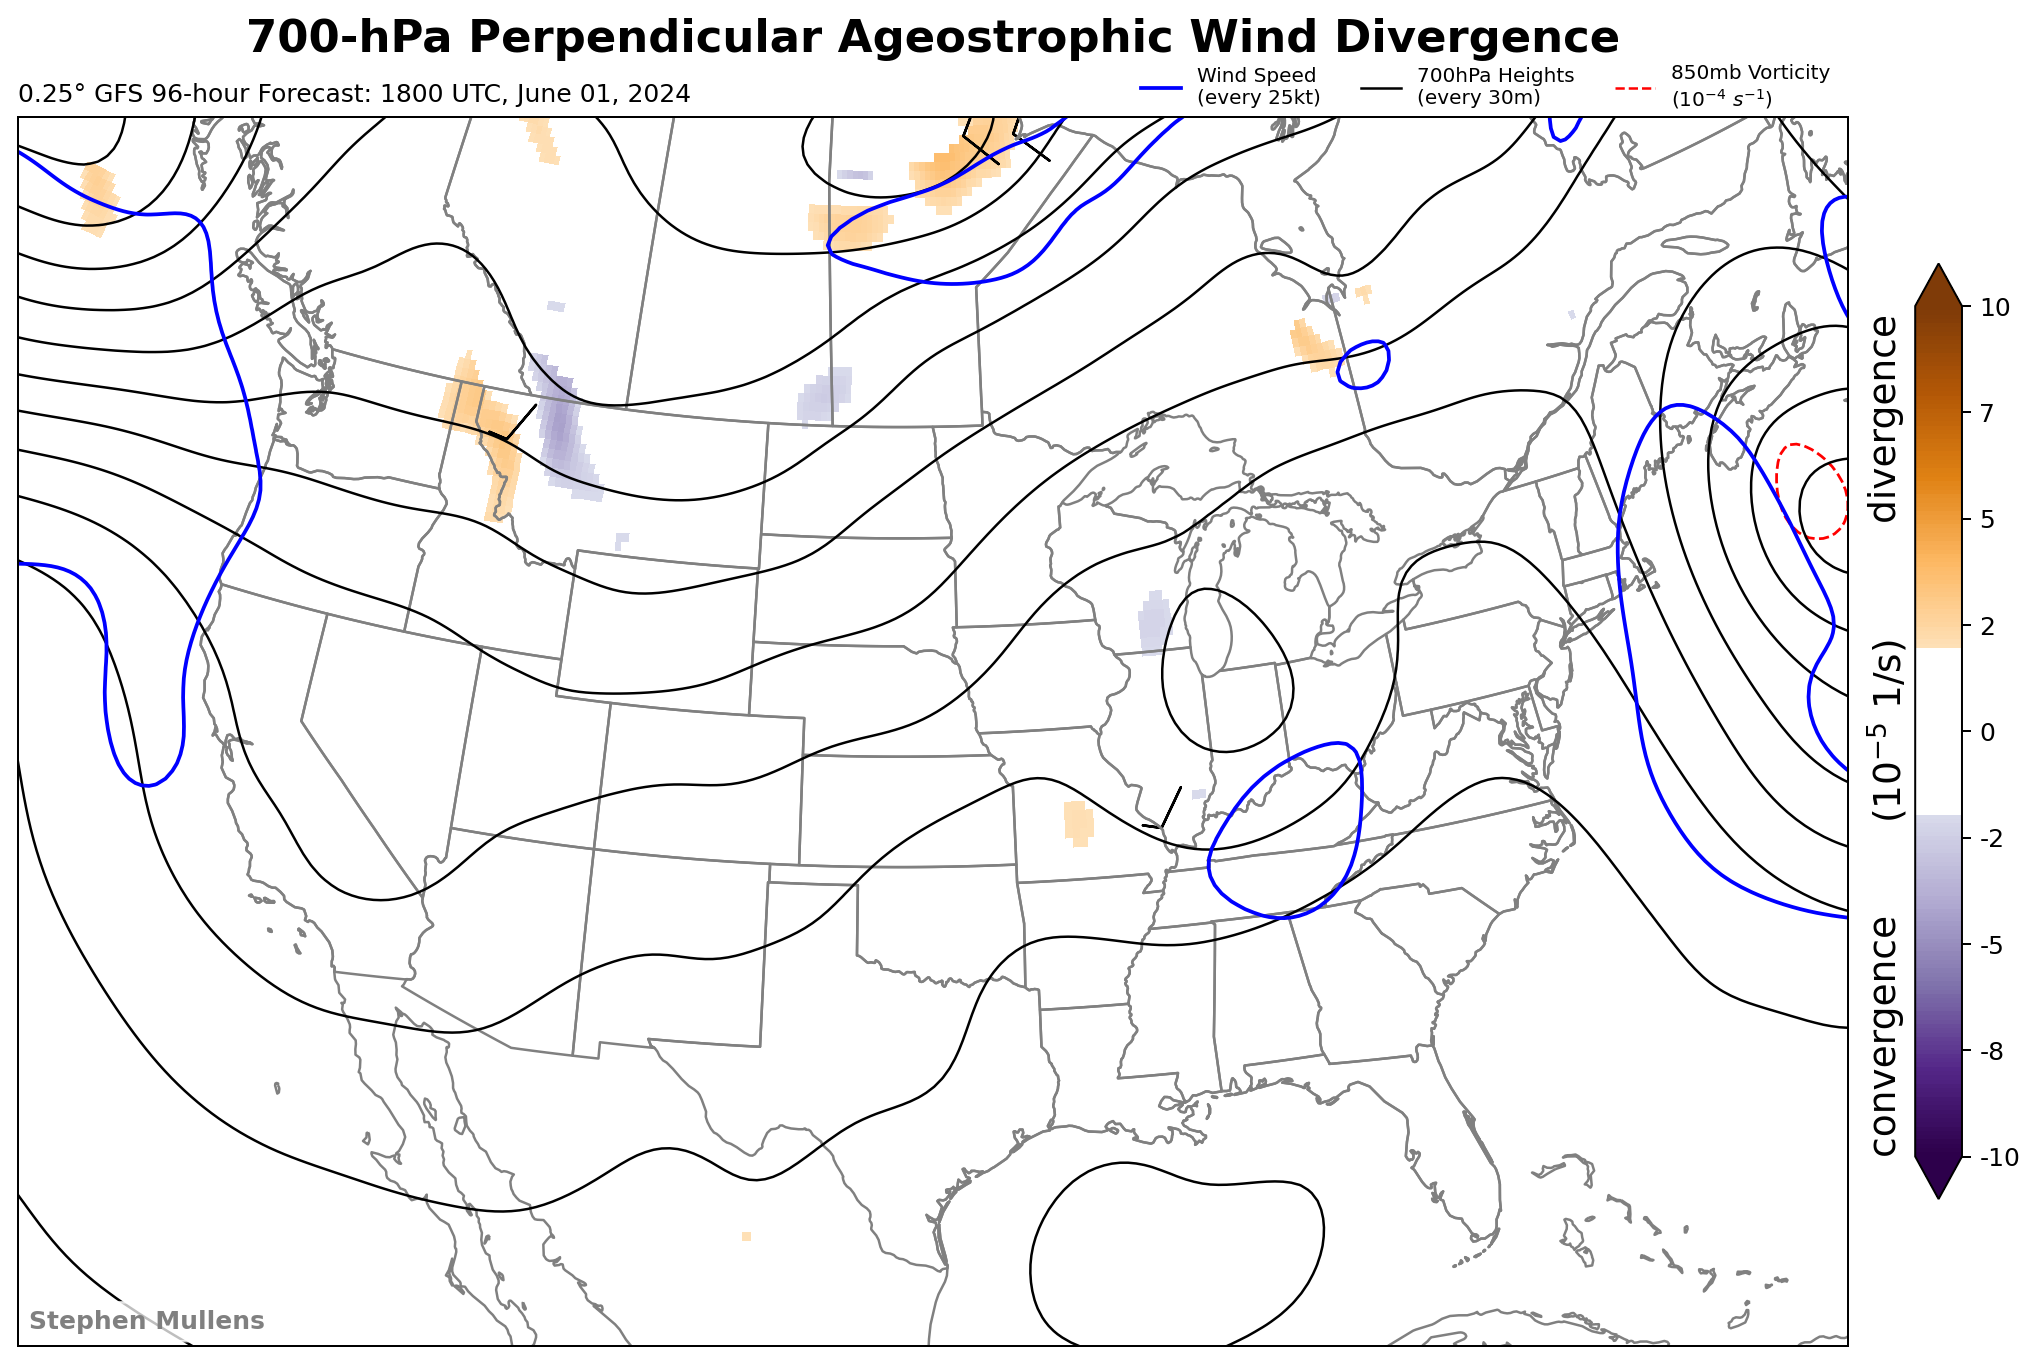 700-hPa Perpendicular Ageostrophic Wind Divergence
0.25° GFS 96-hour Forecast: 1800 UTC, June 01, 2024
Wind Speed
(every 25kt)
700hPa Heights
(every 30m)
850mb Vorticity
(10⁻⁴ s⁻¹)
convergence (10⁻⁵ 1/s) divergence
10
7
5
2
0
-2
-5
-8
-10
Stephen Mullens